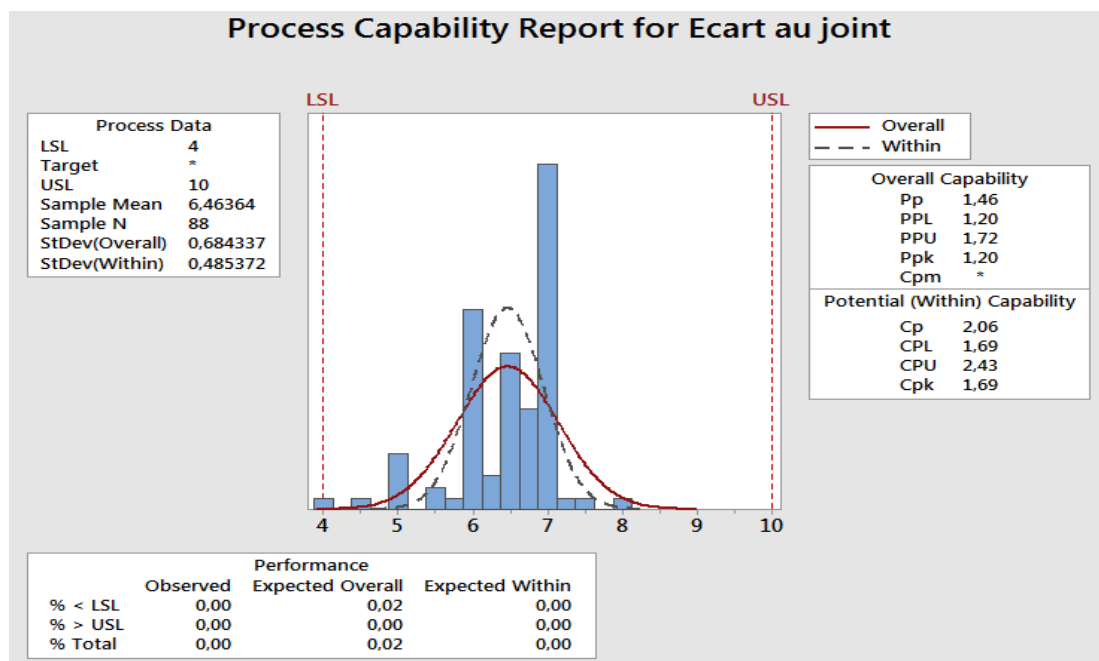 Process Capability Report for Ecart au joint
LSL
USL
Process Data
LSL 4
Target *
USL 10
Sample Mean 6,46364
Sample N 88
StDev(Overall) 0,684337
StDev(Within) 0,485372
Overall
Within
Overall Capability
Pp 1,46
PPL 1,20
PPU 1,72
Ppk 1,20
Cpm *
Potential (Within) Capability
Cp 2,06
CPL 1,69
CPU 2,43
Cpk 1,69
4 5 6 7 8 9 10
Performance
Observed Expected Overall Expected Within
% < LSL 0,00 0,02 0,00
% > USL 0,00 0,00 0,00
% Total 0,00 0,02 0,00